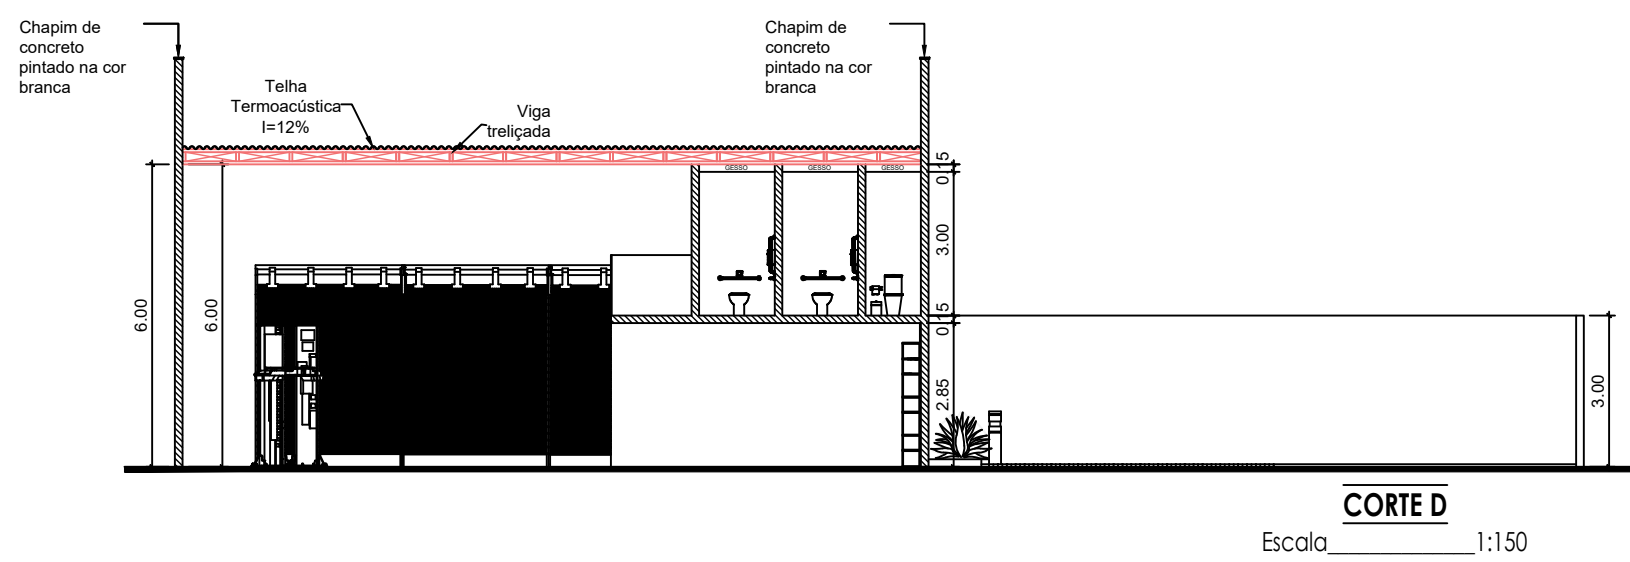 Chapim de
concreto
pintado na cor
branca
Chapim de
concreto
pintado na cor
branca
Telha
Termoacústica
I=12%
Viga
treliçada
GESSO
GESSO
GESSO
0.15
3.00
0.15
2.85
6.00
6.00
3.00
CORTE D
Escala____________1:150